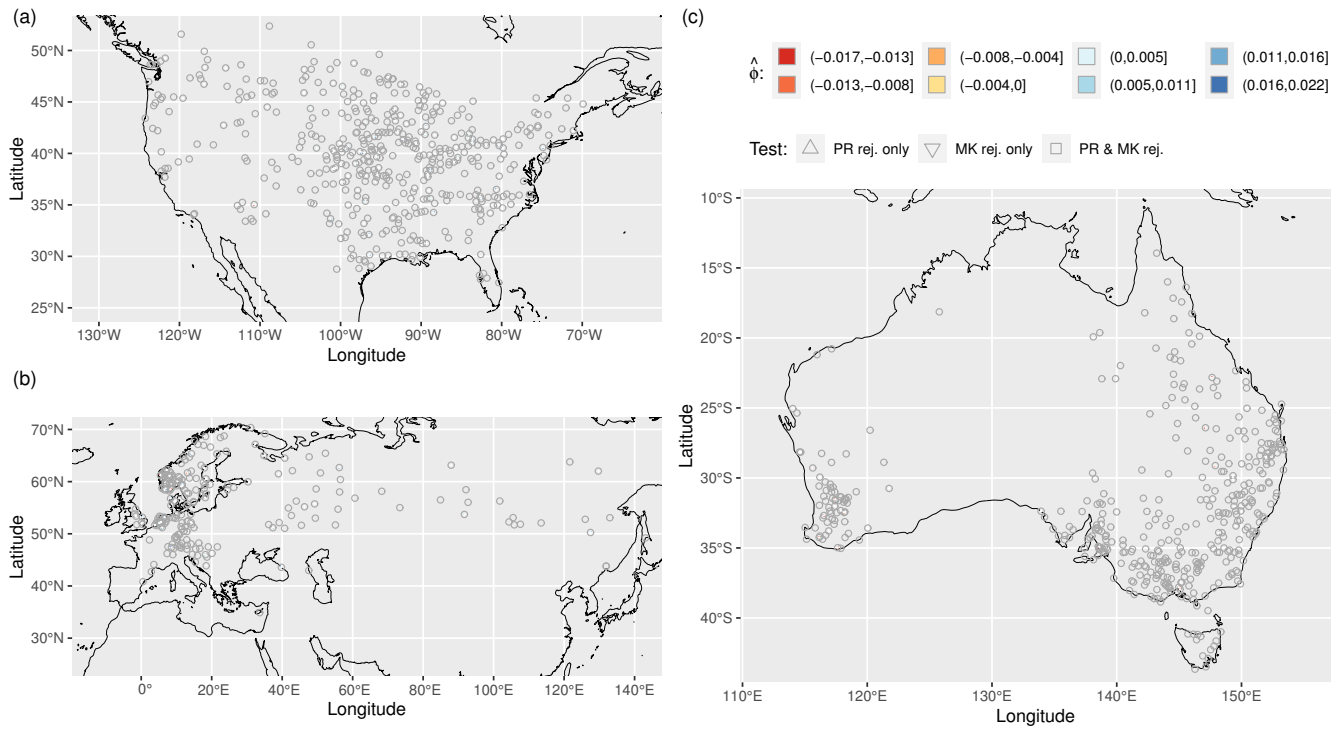 (a)
50°N
45°N
40°N
35°N
30°N
25°N
Latitude
130°W 120°W 110°W 100°W 90°W 80°W 70°W
Longitude
(b)
70°N
60°N
50°N
40°N
30°N
Latitude
0° 20°E 40°E 60°E 80°E 100°E 120°E 140°E
Longitude
(c)
ϕ̂:
(−0.017,−0.013] (−0.008,−0.004] (0,0.005] (0.011,0.016]
(−0.013,−0.008] (−0.004,0] (0.005,0.011] (0.016,0.022]
Test: PR rej. only MK rej. only PR & MK rej.
10°S
15°S
20°S
25°S
30°S
35°S
40°S
Latitude
110°E 120°E 130°E 140°E 150°E
Longitude